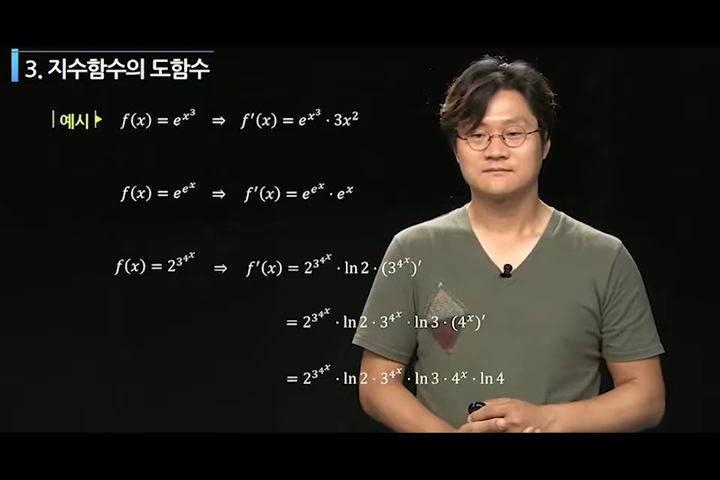 3. 지수함수의 도함수
예시 f(x) = e^{x^3} ⇒ f'(x) = e^{x^3} · 3x^2
f(x) = e^{e^x} ⇒ f'(x) = e^{e^x} · e^x
f(x) = 2^{3^{4^x}} ⇒ f'(x) = 2^{3^{4^x}} · ln 2 · (3^{4^x})'
= 2^{3^{4^x}} · ln 2 · 3^{4^x} · ln 3 · (4^x)'
= 2^{3^{4^x}} · ln 2 · 3^{4^x} · ln 3 · 4^x · ln 4